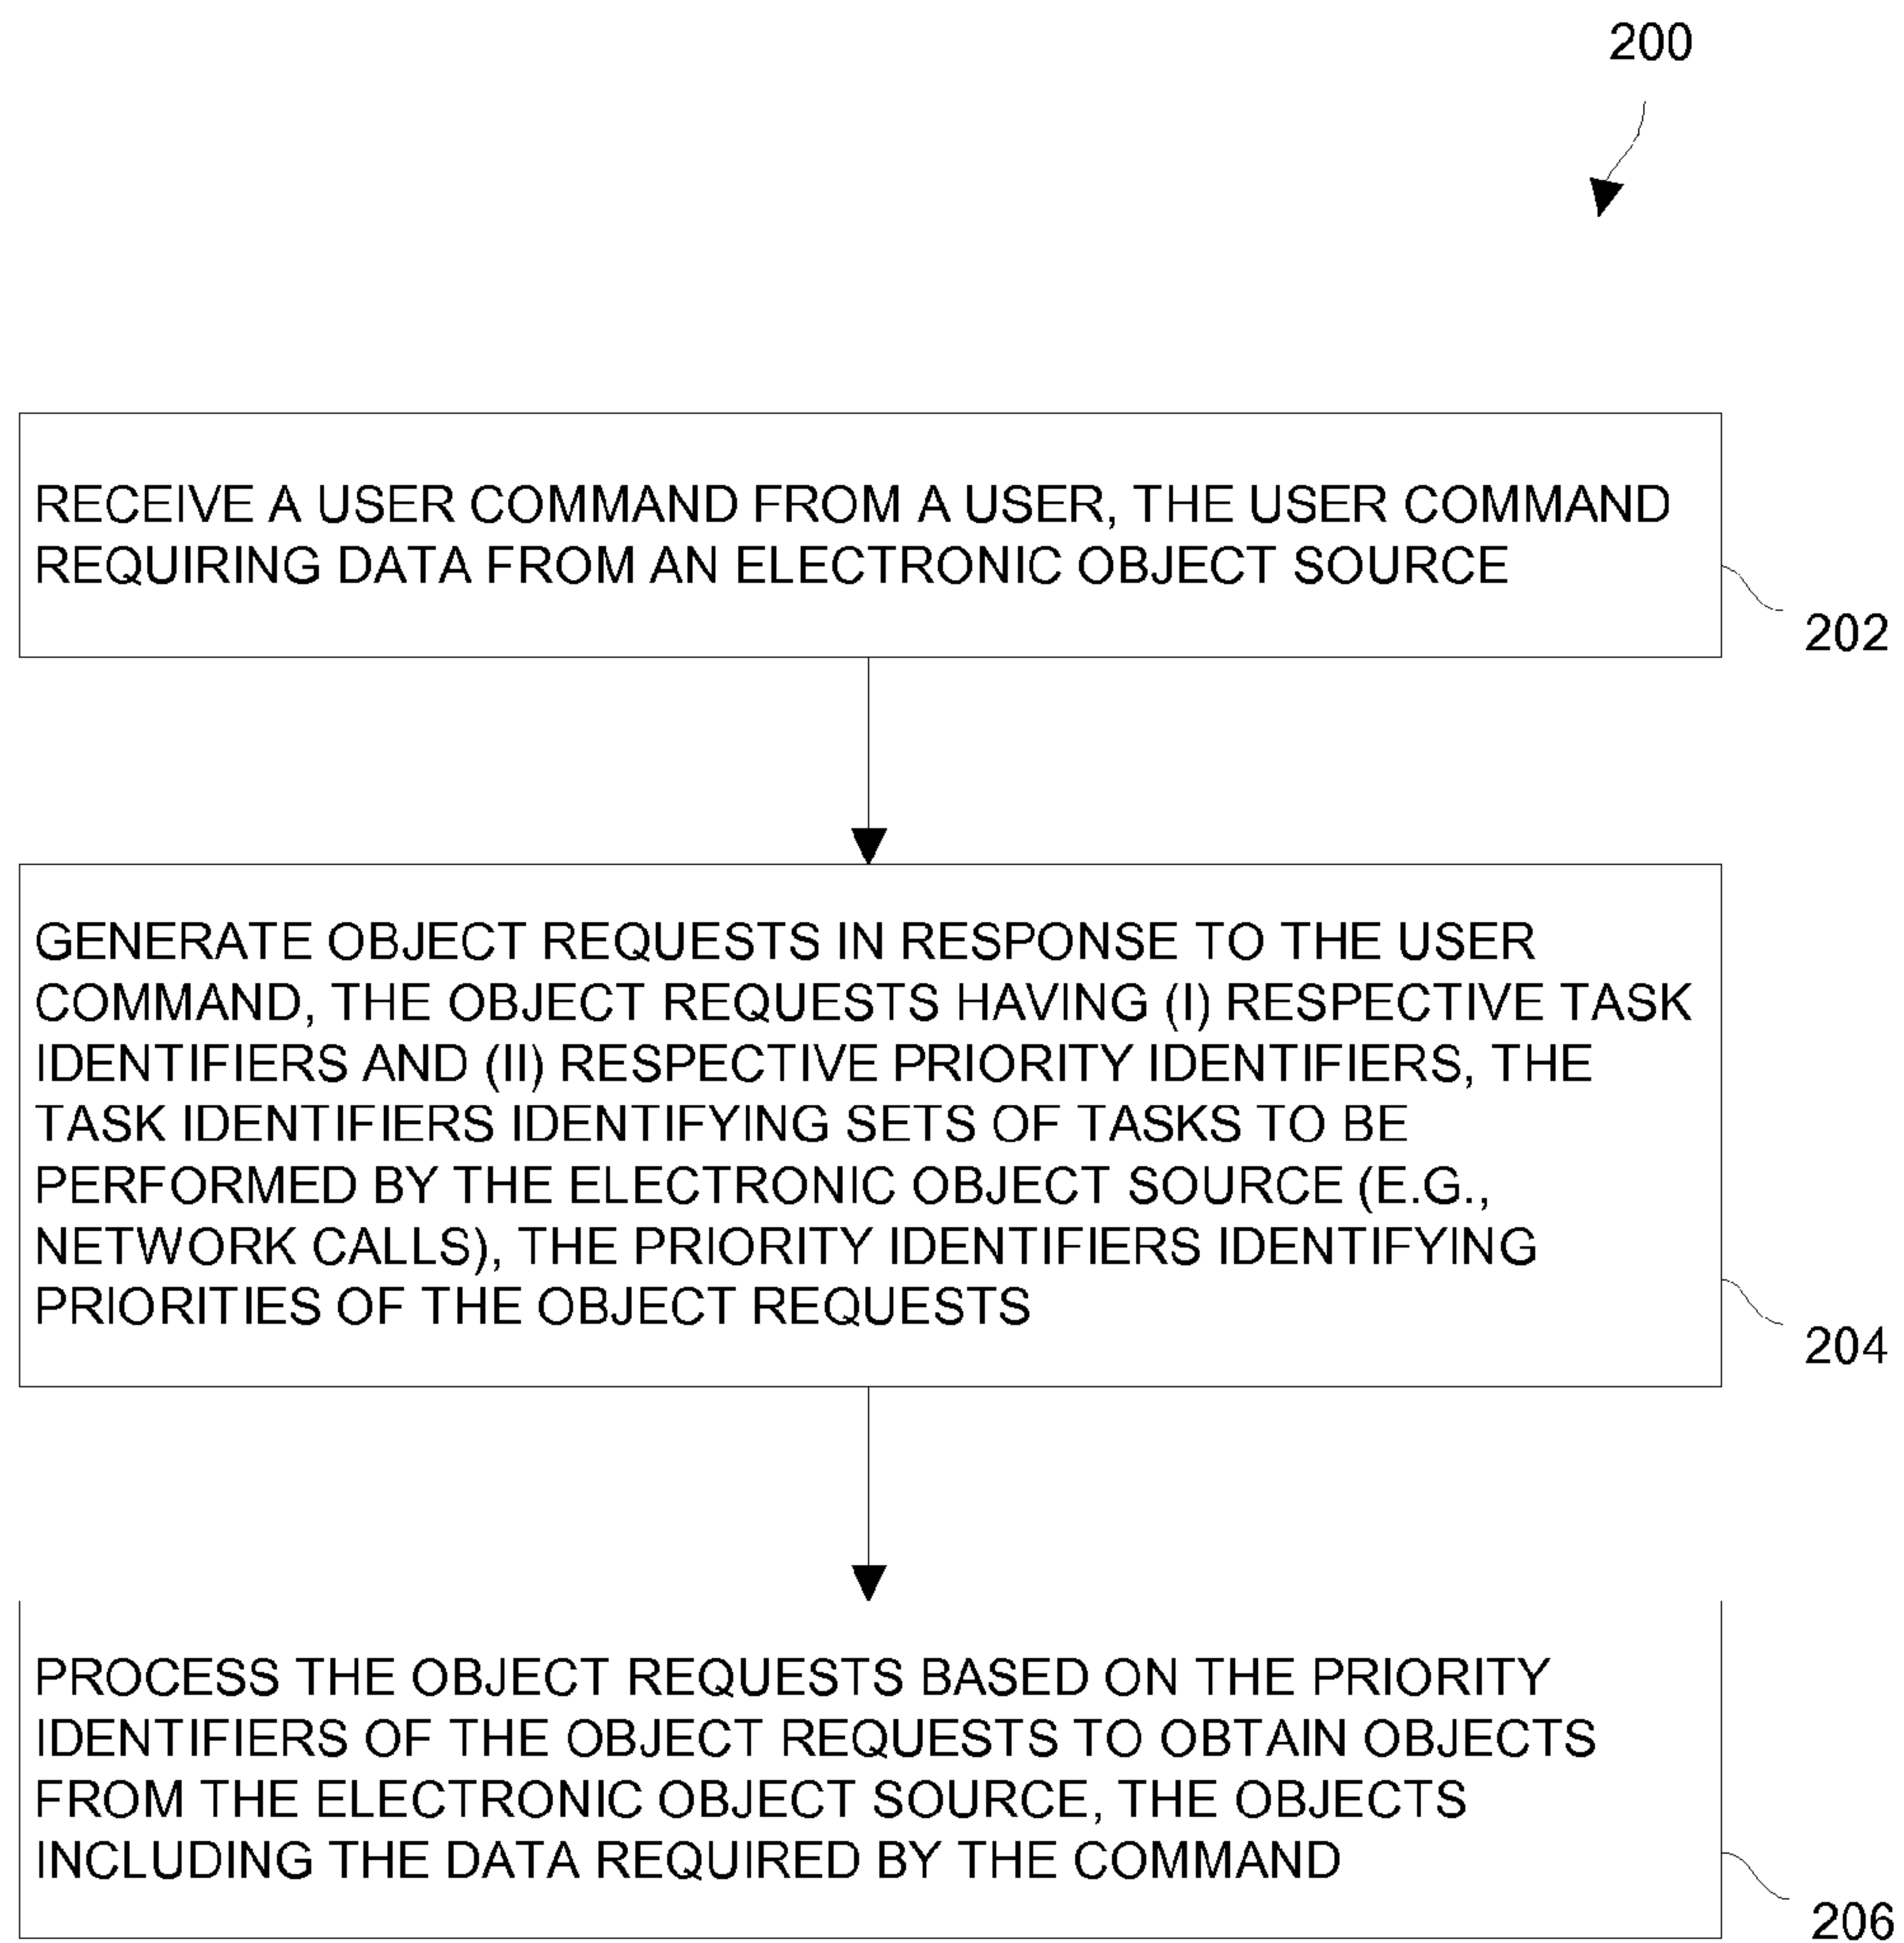 200
RECEIVE A USER COMMAND FROM A USER, THE USER COMMAND
REQUIRING DATA FROM AN ELECTRONIC OBJECT SOURCE
202
GENERATE OBJECT REQUESTS IN RESPONSE TO THE USER
COMMAND, THE OBJECT REQUESTS HAVING (I) RESPECTIVE TASK
IDENTIFIERS AND (II) RESPECTIVE PRIORITY IDENTIFIERS, THE
TASK IDENTIFIERS IDENTIFYING SETS OF TASKS TO BE
PERFORMED BY THE ELECTRONIC OBJECT SOURCE (E.G.,
NETWORK CALLS), THE PRIORITY IDENTIFIERS IDENTIFYING
PRIORITIES OF THE OBJECT REQUESTS
204
PROCESS THE OBJECT REQUESTS BASED ON THE PRIORITY
IDENTIFIERS OF THE OBJECT REQUESTS TO OBTAIN OBJECTS
FROM THE ELECTRONIC OBJECT SOURCE, THE OBJECTS
INCLUDING THE DATA REQUIRED BY THE COMMAND
206